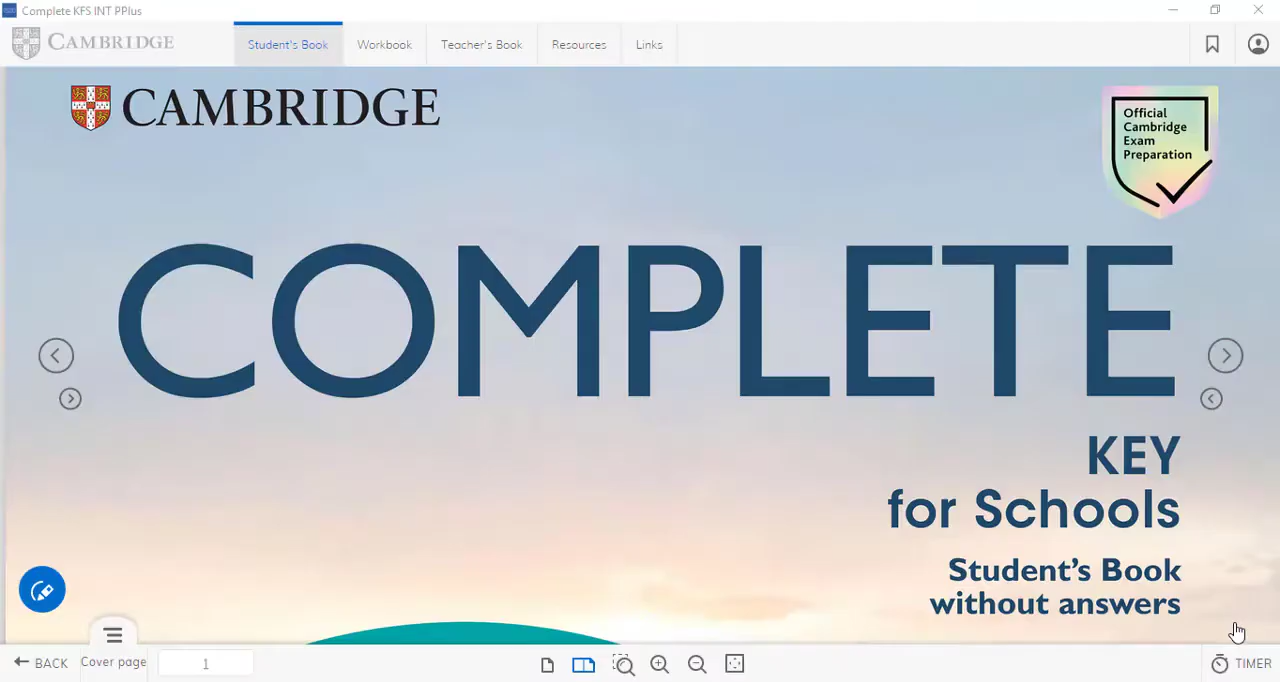 Complete KFS INT PPlus
CAMBRIDGE
Student's Book
Workbook
Teacher's Book
Resources
Links
CAMBRIDGE
Official
Cambridge
Exam
Preparation
COMPLETE
KEY
for Schools
Student's Book
without answers
BACK
Cover page
1
TIMER